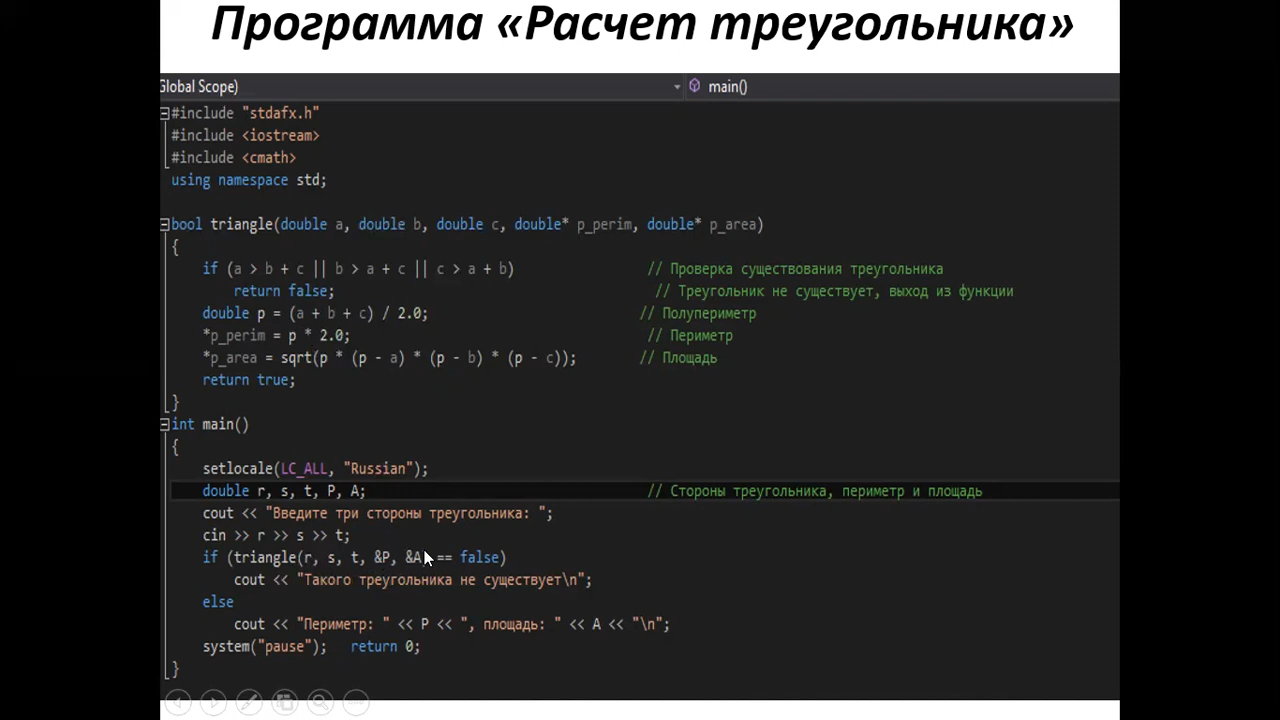 Программа «Расчет треугольника»
Global Scope) main()
#include "stdafx.h"
#include <iostream>
#include <cmath>
using namespace std;
bool triangle(double a, double b, double c, double* p_perim, double* p_area)
{
if (a > b + c || b > a + c || c > a + b) // Проверка существования треугольника
return false; // Треугольник не существует, выход из функции
double p = (a + b + c) / 2.0; // Полупериметр
*p_perim = p * 2.0; // Периметр
*p_area = sqrt(p * (p - a) * (p - b) * (p - c)); // Площадь
return true;
}
int main()
{
setlocale(LC_ALL, "Russian");
double r, s, t, P, A; // Стороны треугольника, периметр и площадь
cout << "Введите три стороны треугольника: ";
cin >> r >> s >> t;
if (triangle(r, s, t, &P, &A == false)
cout << "Такого треугольника не существует\n";
else
cout << "Периметр: " << P << ", площадь: " << A << "\n";
system("pause"); return 0;
}